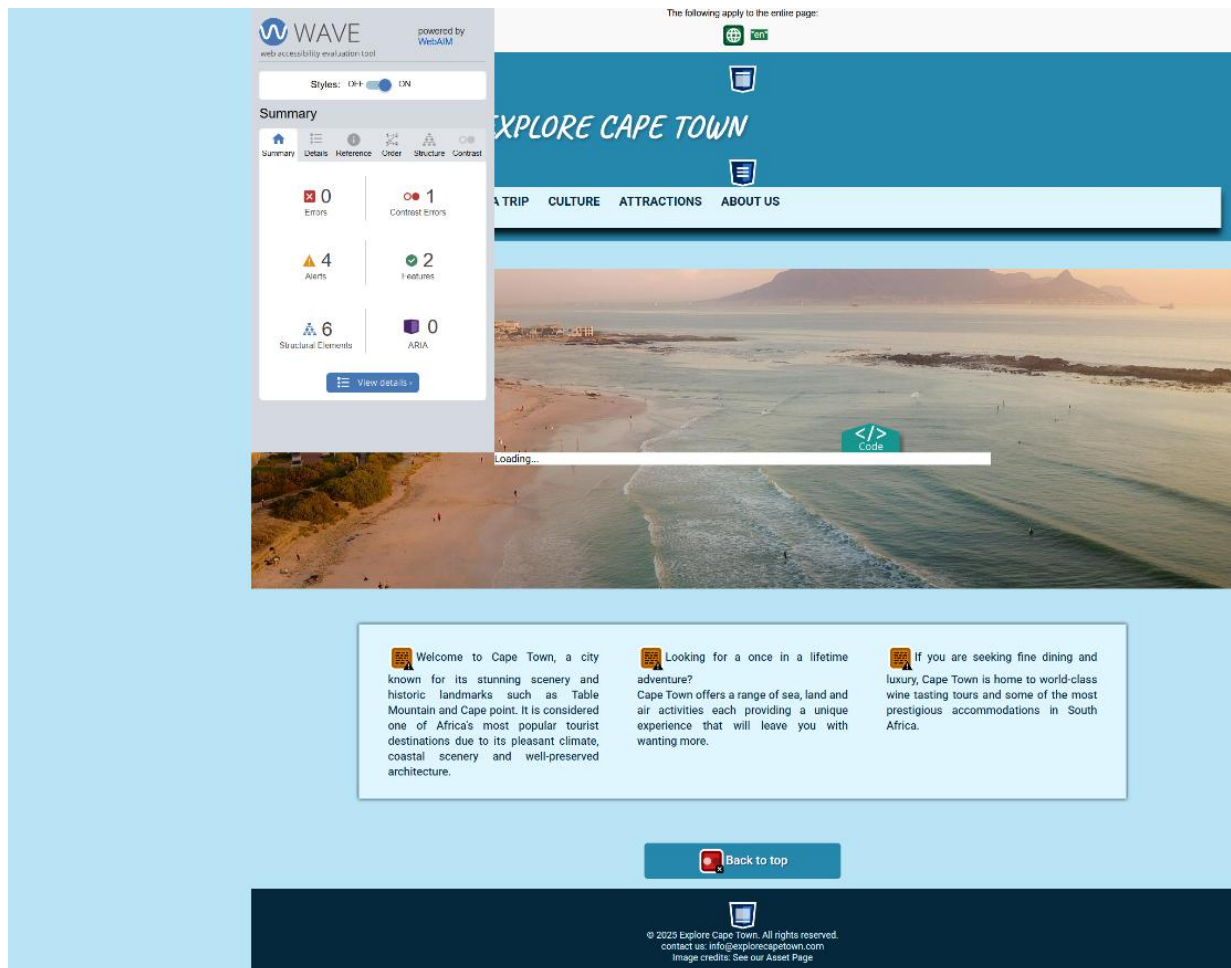 The following apply to the entire page:
"en"
WAVE
web accessibility evaluation tool
powered by
WebAIM
Styles: OFF ON
Summary
Summary Details Reference Order Structure Contrast
0
Errors
1
Contrast Errors
4
Alerts
2
Features
6
Structural Elements
0
ARIA
View details ›
EXPLORE CAPE TOWN
A TRIP CULTURE ATTRACTIONS ABOUT US
</>
Code
Loading...
Welcome to Cape Town, a city
known for its stunning scenery and
historic landmarks such as Table
Mountain and Cape point. It is considered
one of Africa's most popular tourist
destinations due to its pleasant climate,
coastal scenery and well-preserved
architecture.
Looking for a once in a lifetime
adventure?
Cape Town offers a range of sea, land and
air activities each providing a unique
experience that will leave you with
wanting more.
If you are seeking fine dining and
luxury, Cape Town is home to world-class
wine tasting tours and some of the most
prestigious accommodations in South
Africa.
Back to top
© 2025 Explore Cape Town. All rights reserved.
contact us: info@explorecapetown.com
Image credits: See our Asset Page